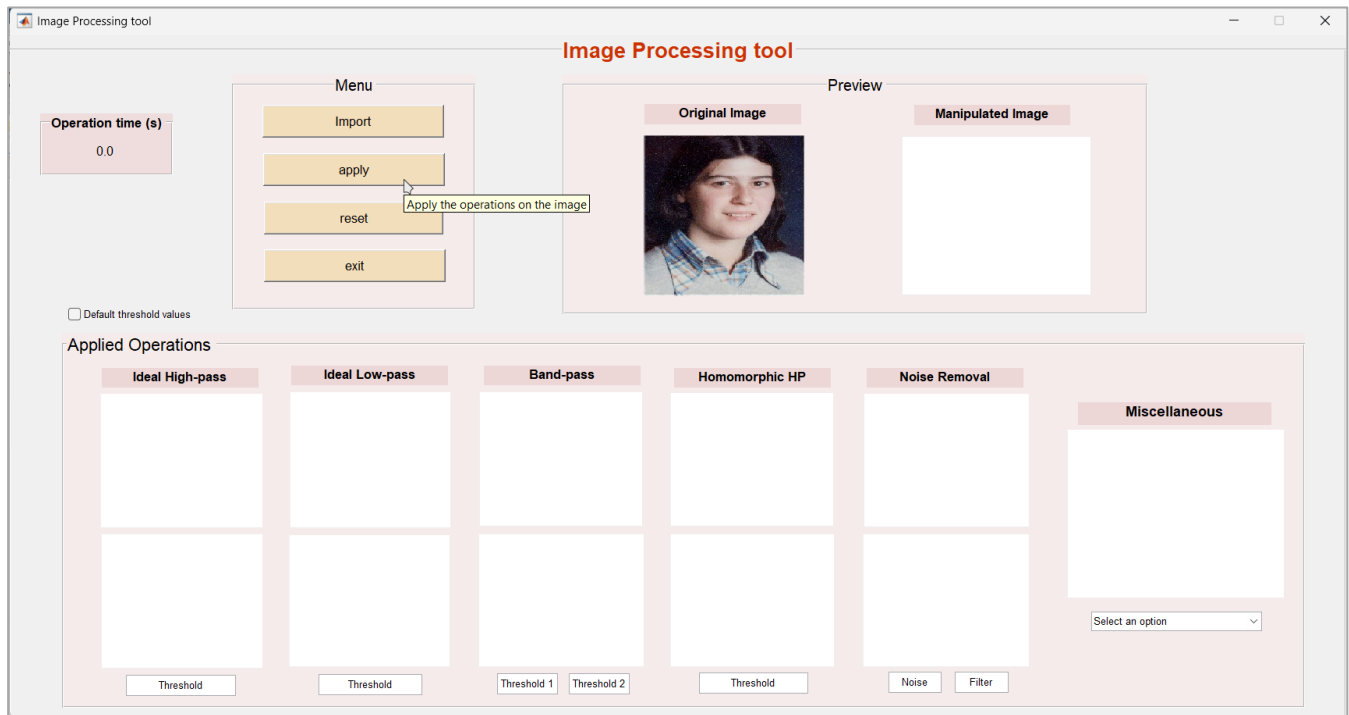 Image Processing tool
Image Processing tool
Menu
Preview
Operation time (s)
0.0
Import
apply
Apply the operations on the image
reset
exit
Original Image
Manipulated Image
Default threshold values
Applied Operations
Ideal High-pass
Ideal Low-pass
Band-pass
Homomorphic HP
Noise Removal
Miscellaneous
Select an option
Threshold
Threshold
Threshold 1
Threshold 2
Threshold
Noise
Filter